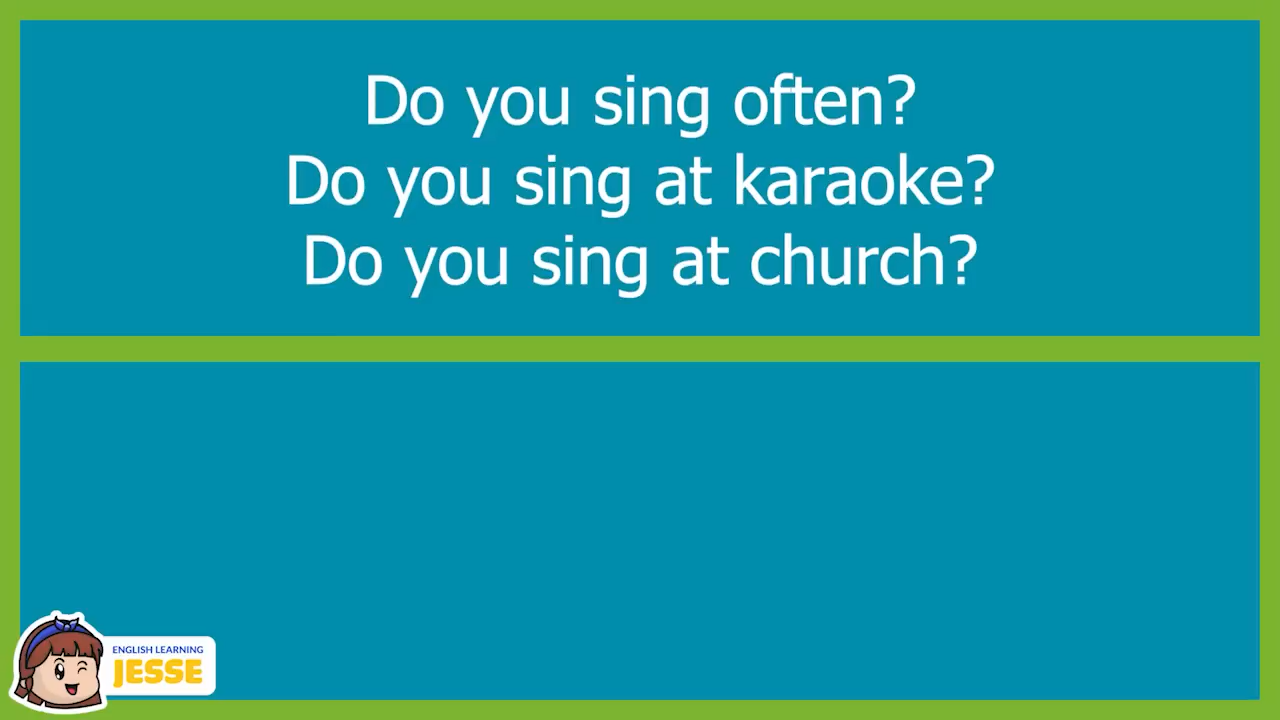 Do you sing often?
Do you sing at karaoke?
Do you sing at church?
ENGLISH LEARNING
JESSE